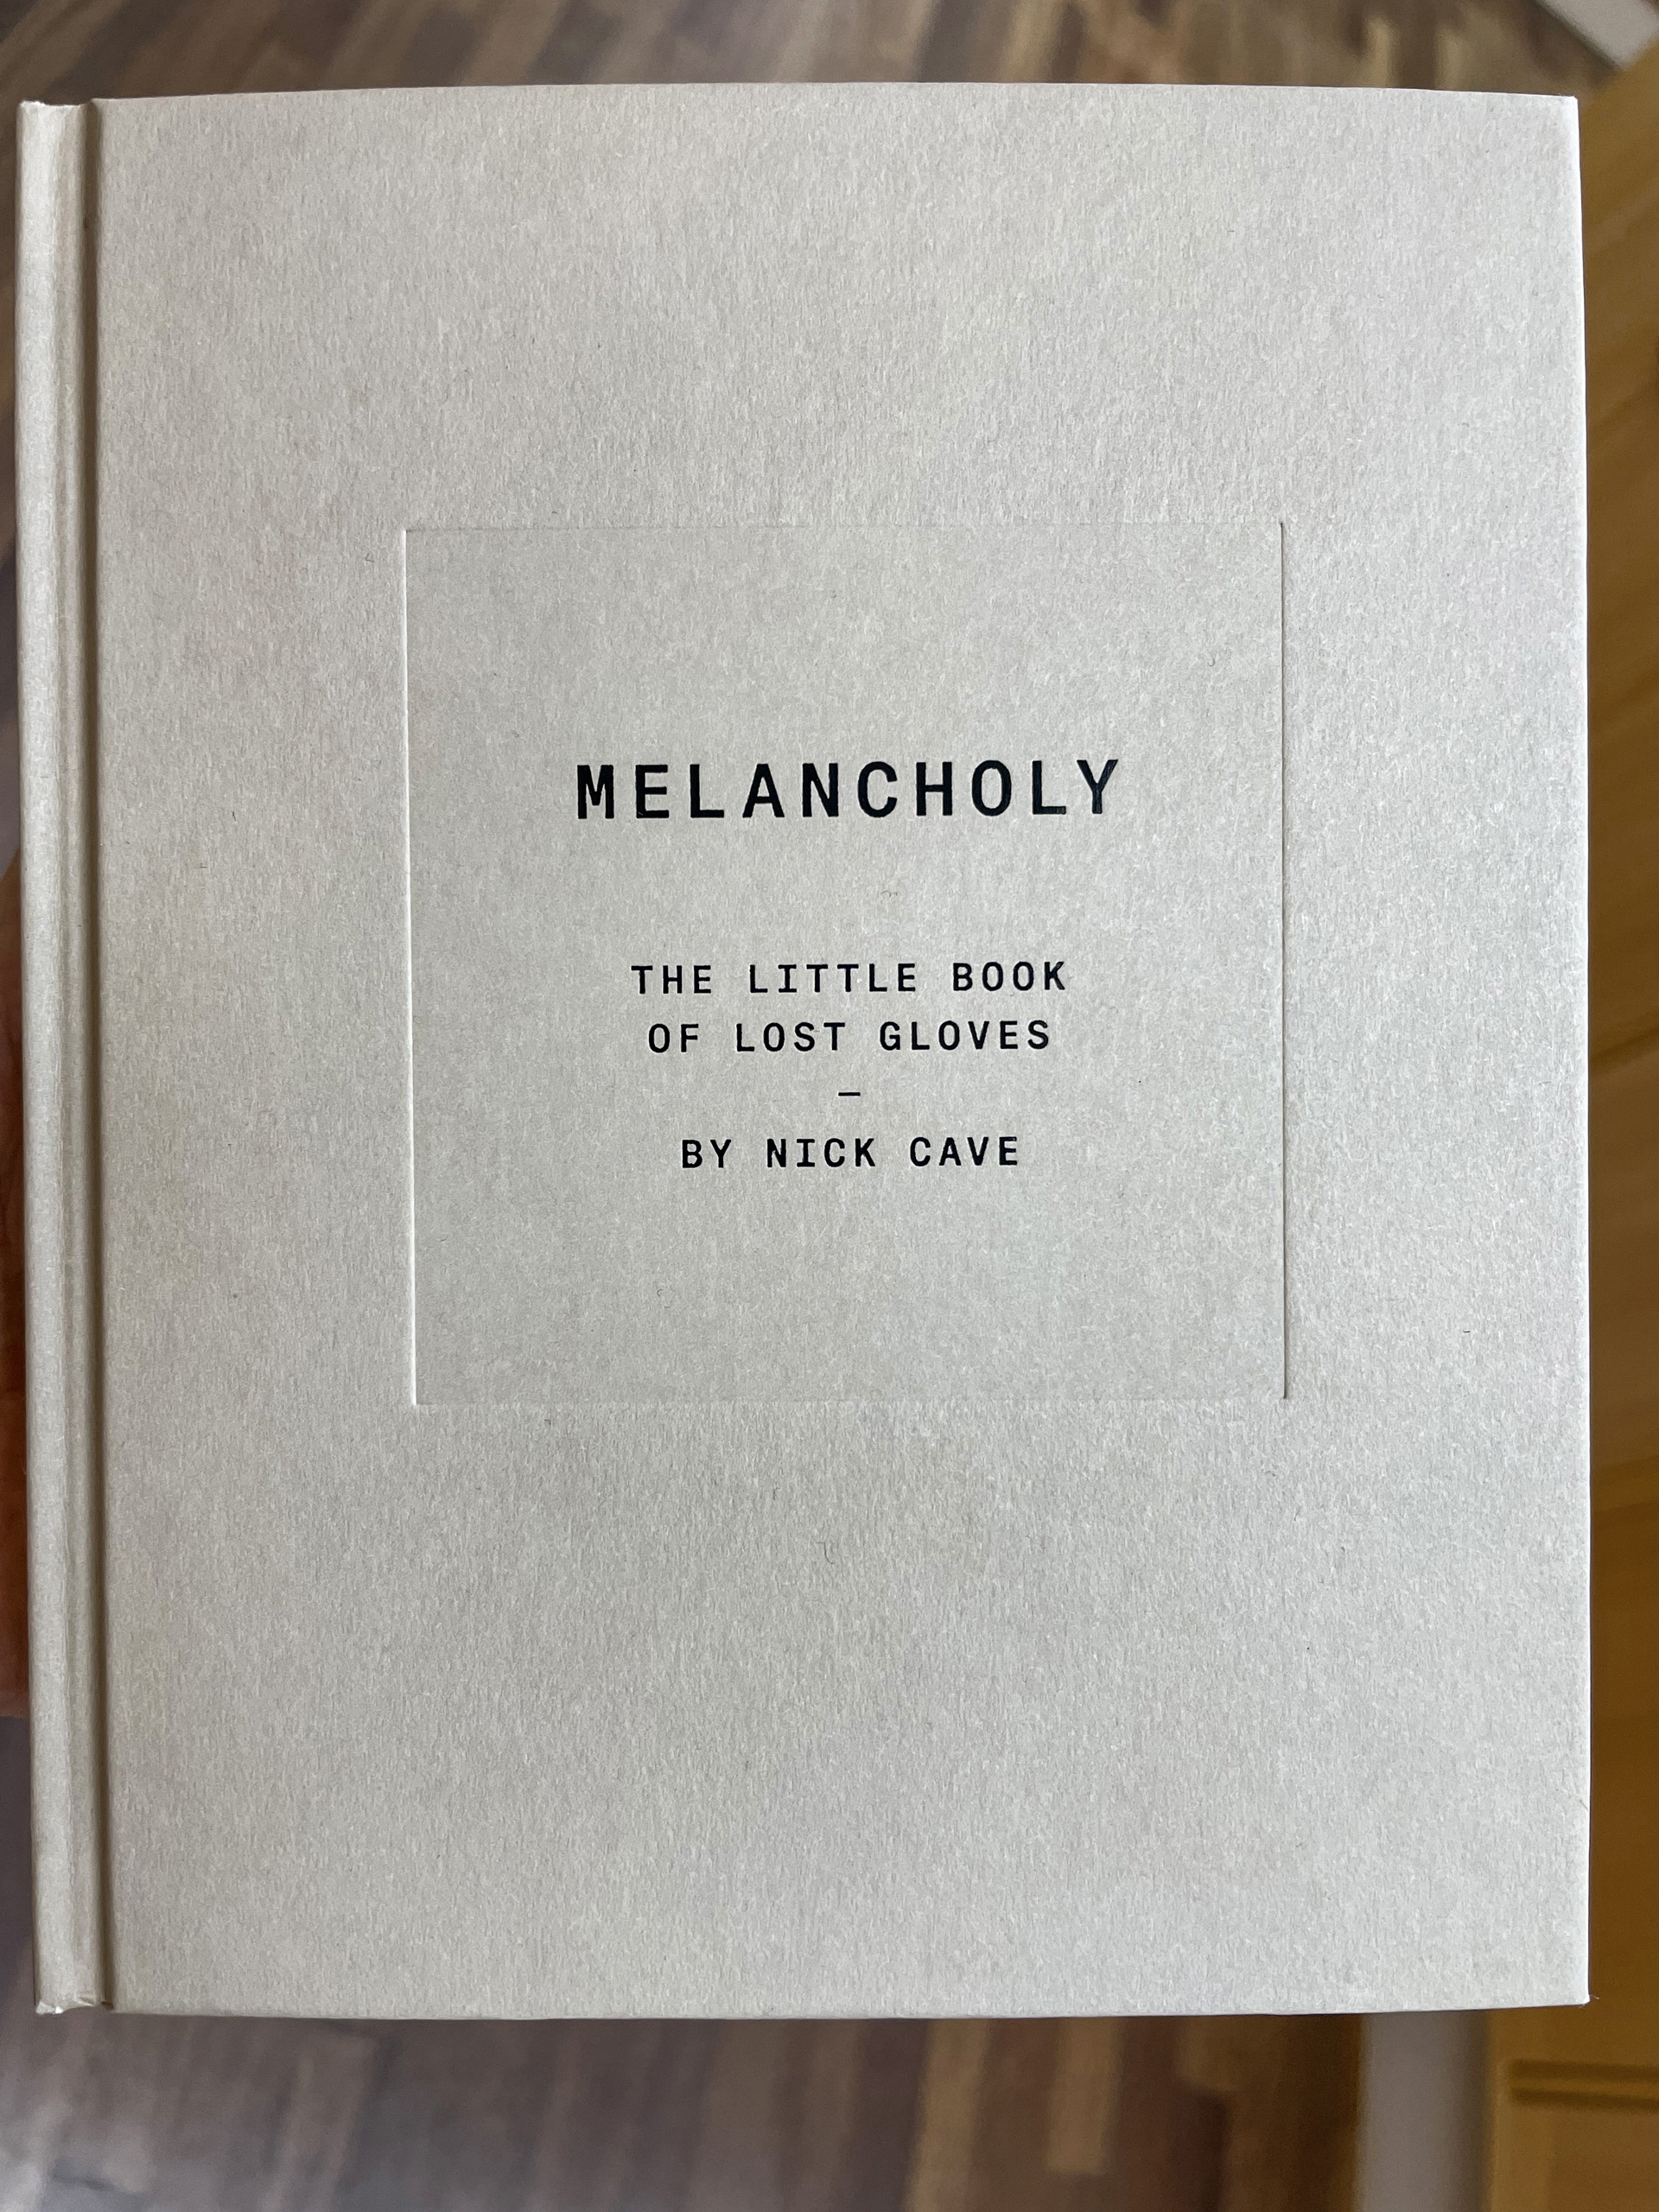 MELANCHOLY
THE LITTLE BOOK
OF LOST GLOVES
—
BY NICK CAVE